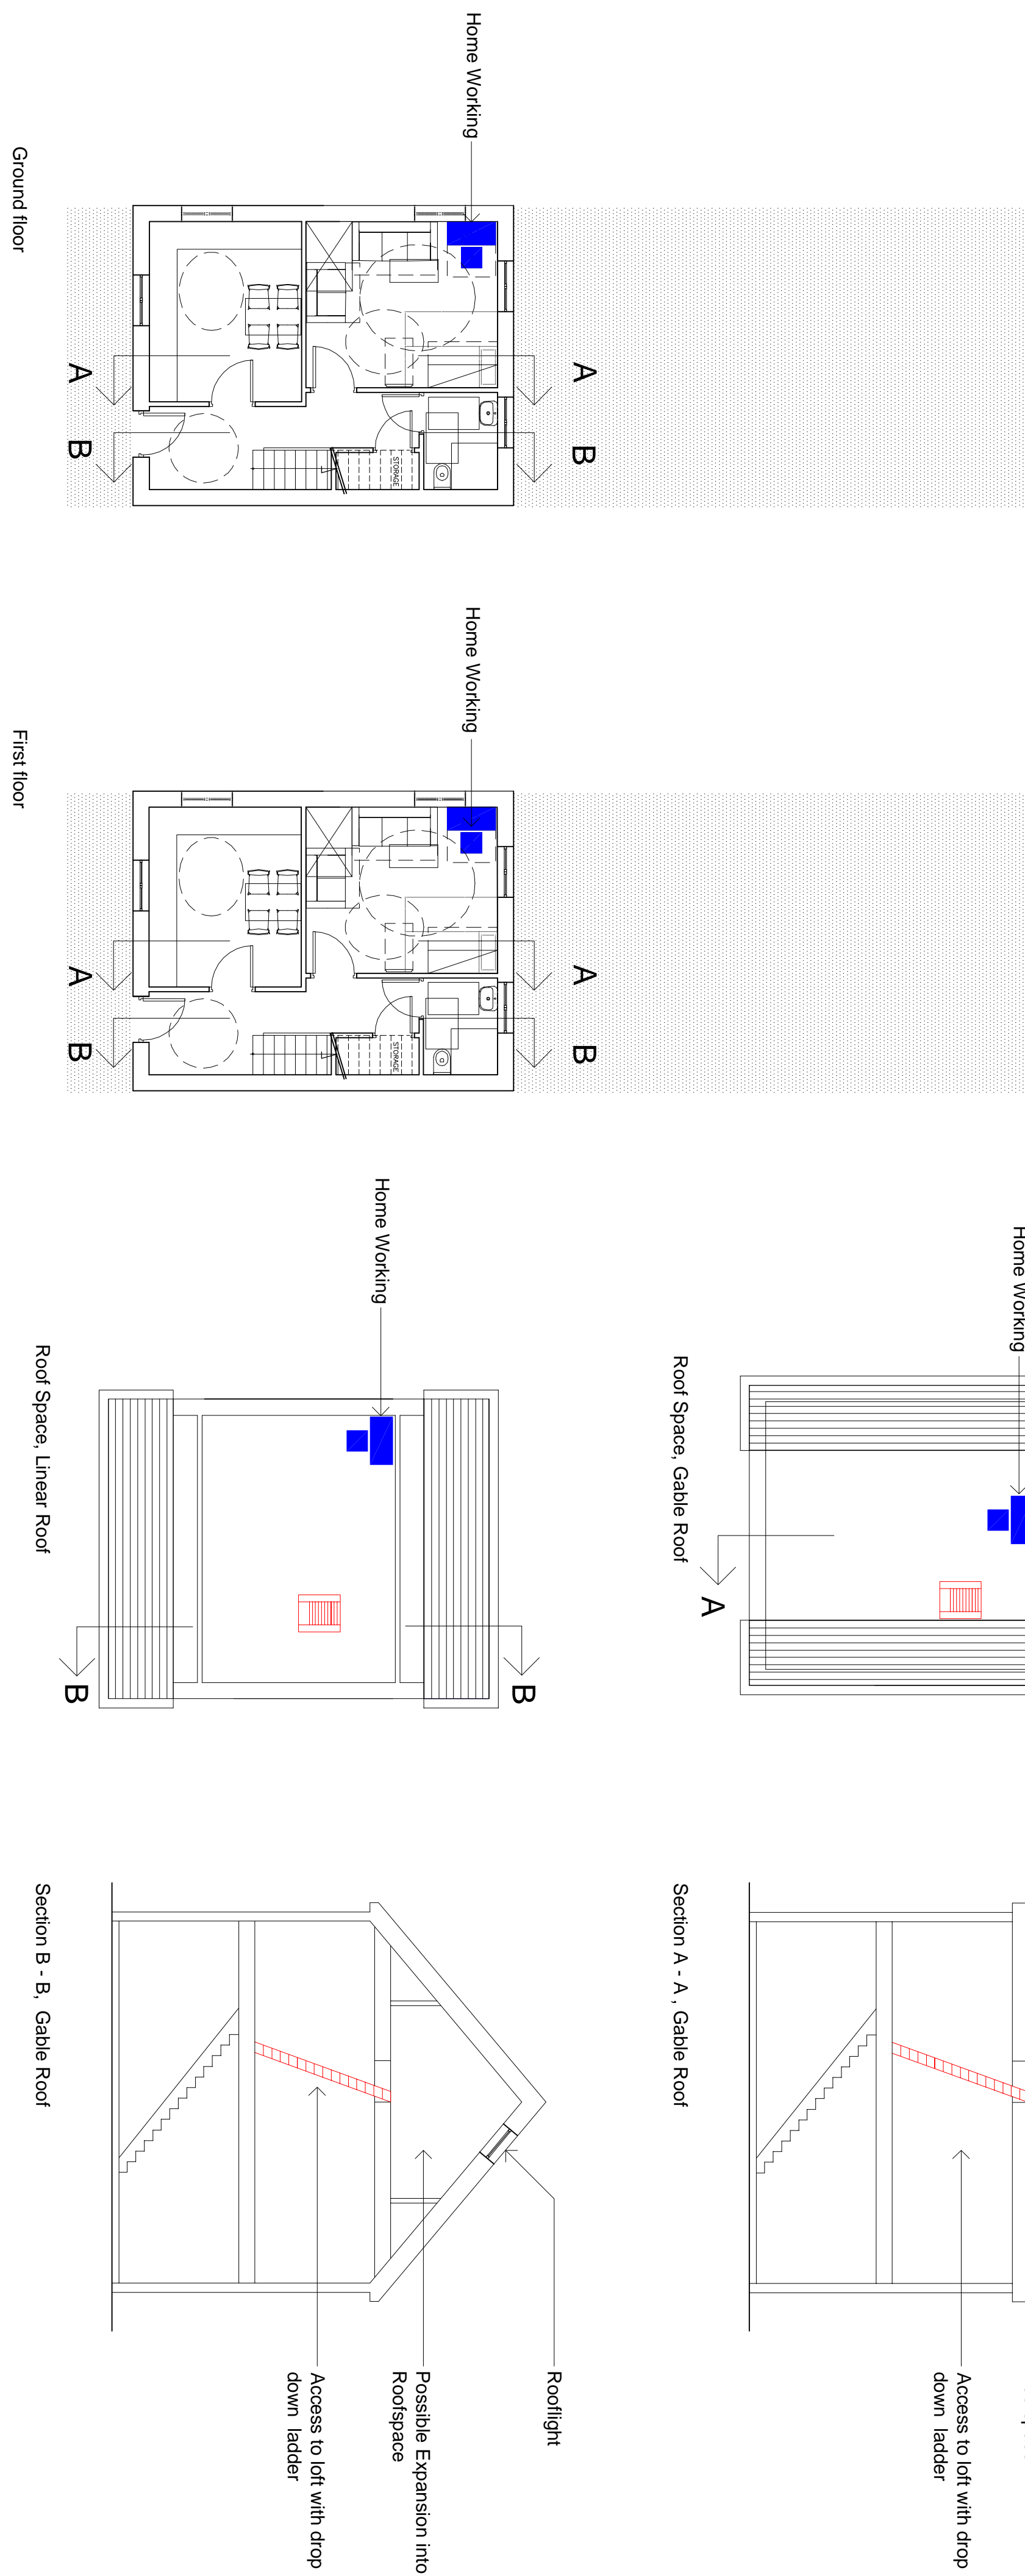 Home Working
Ground floor
A
B
A
B
STORAGE
Home Working
First floor
A
B
A
B
STORAGE
Home Working
Roof Space, Gable Roof
A
Home Working
Roof Space, Linear Roof
B
B
Section A - A , Gable Roof
Access to loft with drop
down ladder
Section B - B, Gable Roof
Rooflight
Possible Expansion into
Roofspace
Access to loft with drop
down ladder